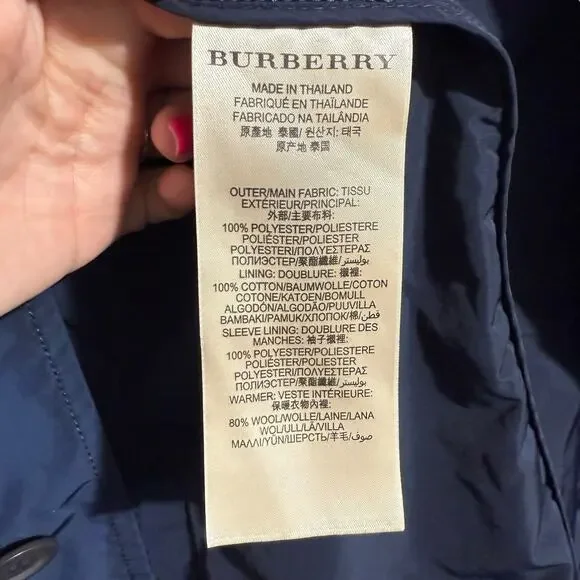 BURBERRY
MADE IN THAILAND
FABRIQUÉ EN THAÏLANDE
FABRICADO NA TAILÂNDIA
原產地 泰國/ 원산지: 태국
原产地 泰国
OUTER/MAIN FABRIC: TISSU
EXTÉRIEUR/PRINCIPAL:
外部/主要布料:
100% POLYESTER/POLIESTERE
POLIÉSTER/POLIESTER
POLYESTERI/ΠΟΛΥΕΣΤΕΡΑΣ
ПОЛИЭСТЕР/聚酯纖維/بوليستر
LINING: DOUBLURE: 襯裡:
100% COTTON/BAUMWOLLE/COTON
COTONE/KATOEN/BOMULL
ALGODÓN/ALGODÃO/PUUVILLA
ΒΑΜΒΑΚΙ/PAMUK/ХЛОПОК/棉/قطن
SLEEVE LINING: DOUBLURE DES
MANCHES: 袖子襯裡:
100% POLYESTER/POLIESTERE
POLIÉSTER/POLIESTER
POLYESTERI/ΠΟΛΥΕΣΤΕΡΑΣ
ПОЛИЭСТЕР/聚酯纖維/بوليستر
WARMER: VESTE INTÉRIEURE:
保暖衣物內裡:
80% WOOL/WOLLE/LAINE/LANA
WOL/ULL/LÃ/VILLA
ΜΑΛΛΙ/YÜN/ШЕРСТЬ/羊毛/صوف